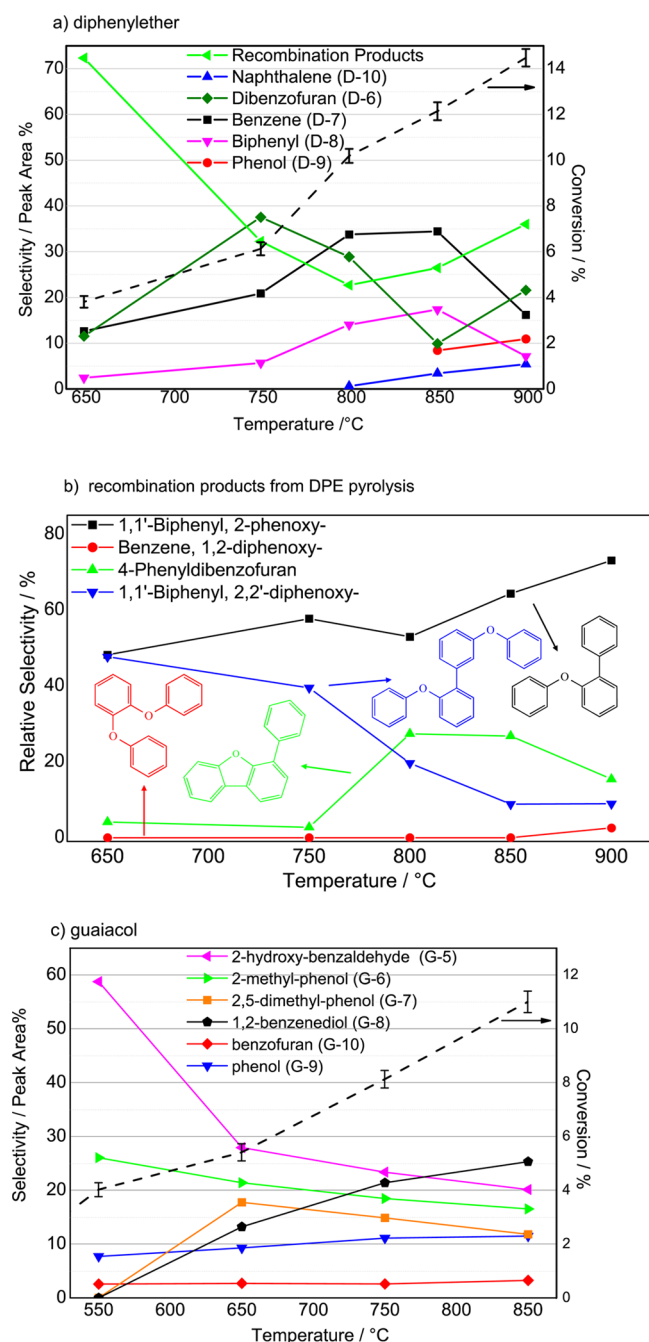 a) diphenylether
Recombination Products
Naphthalene (D-10)
Dibenzofuran (D-6)
Benzene (D-7)
Biphenyl (D-8)
Phenol (D-9)
Selectivity / Peak Area %
70
60
50
40
30
20
10
0
Conversion / %
14
12
10
8
6
4
2
0
650 700 750 800 850 900
Temperature /°C
b) recombination products from DPE pyrolysis
1,1'-Biphenyl, 2-phenoxy-
Benzene, 1,2-diphenoxy-
4-Phenyldibenzofuran
1,1'-Biphenyl, 2,2'-diphenoxy-
Relative Selectivity / %
80
60
40
20
0
O
O
O
O
O
O
650 700 750 800 850 900
Temperature / °C
c) guaiacol
2-hydroxy-benzaldehyde (G-5)
2-methyl-phenol (G-6)
2,5-dimethyl-phenol (G-7)
1,2-benzenediol (G-8)
benzofuran (G-10)
phenol (G-9)
Selectivity / Peak Area%
60
50
40
30
20
10
0
Conversion / %
12
10
8
6
4
2
0
550 600 650 700 750 800 850
Temperature / °C